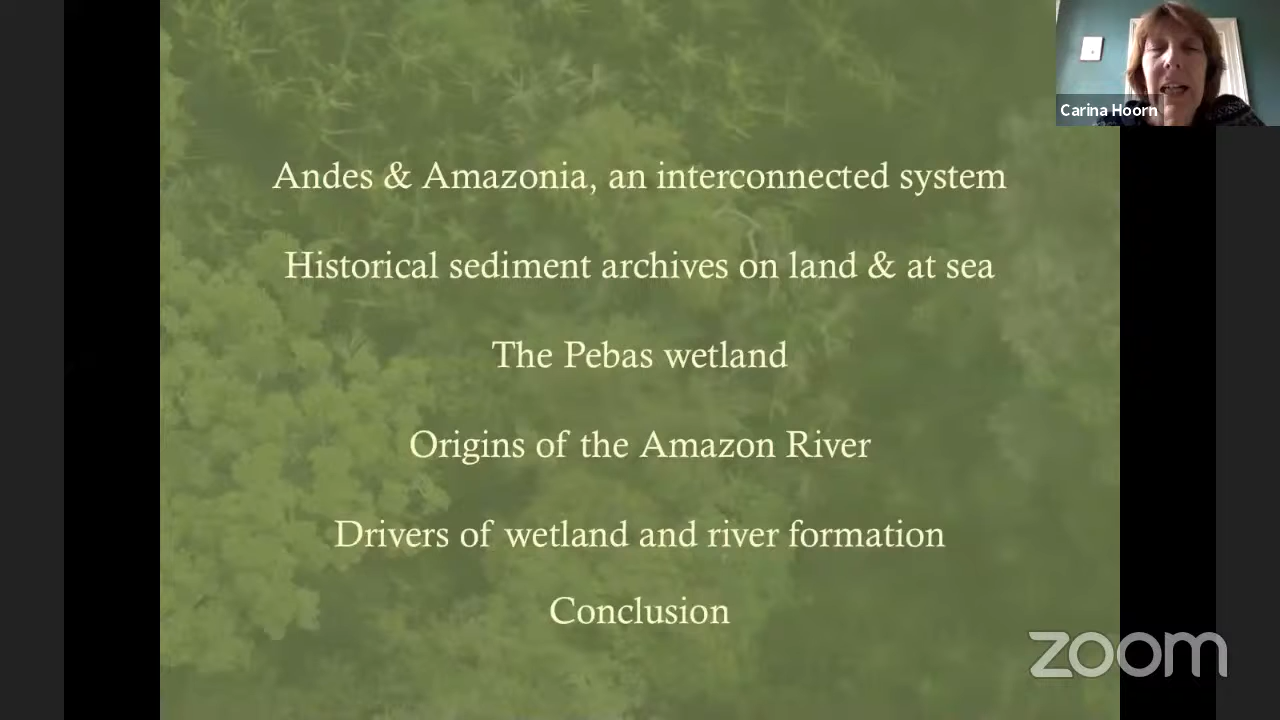 Carina Hoorn
Andes & Amazonia, an interconnected system
Historical sediment archives on land & at sea
The Pebas wetland
Origins of the Amazon River
Drivers of wetland and river formation
Conclusion
zoom